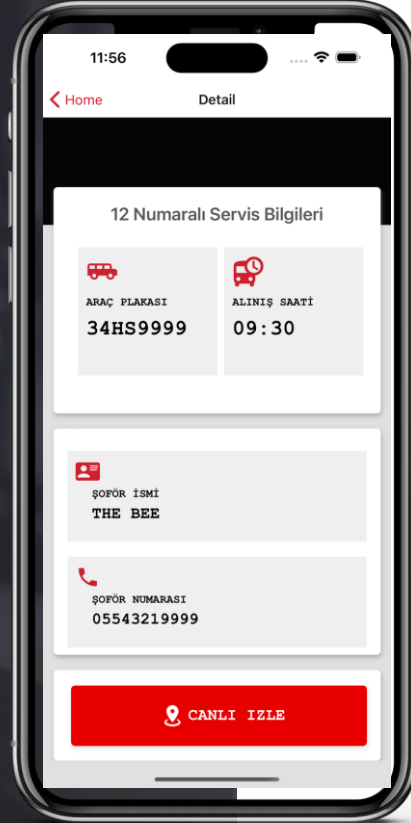 11:56
Home
Detail
12 Numaralı Servis Bilgileri
ARAÇ PLAKASI
34HS9999
ALINIŞ SAATİ
09:30
ŞOFÖR İSMİ
THE BEE
ŞOFÖR NUMARASI
05543219999
CANLI IZLE